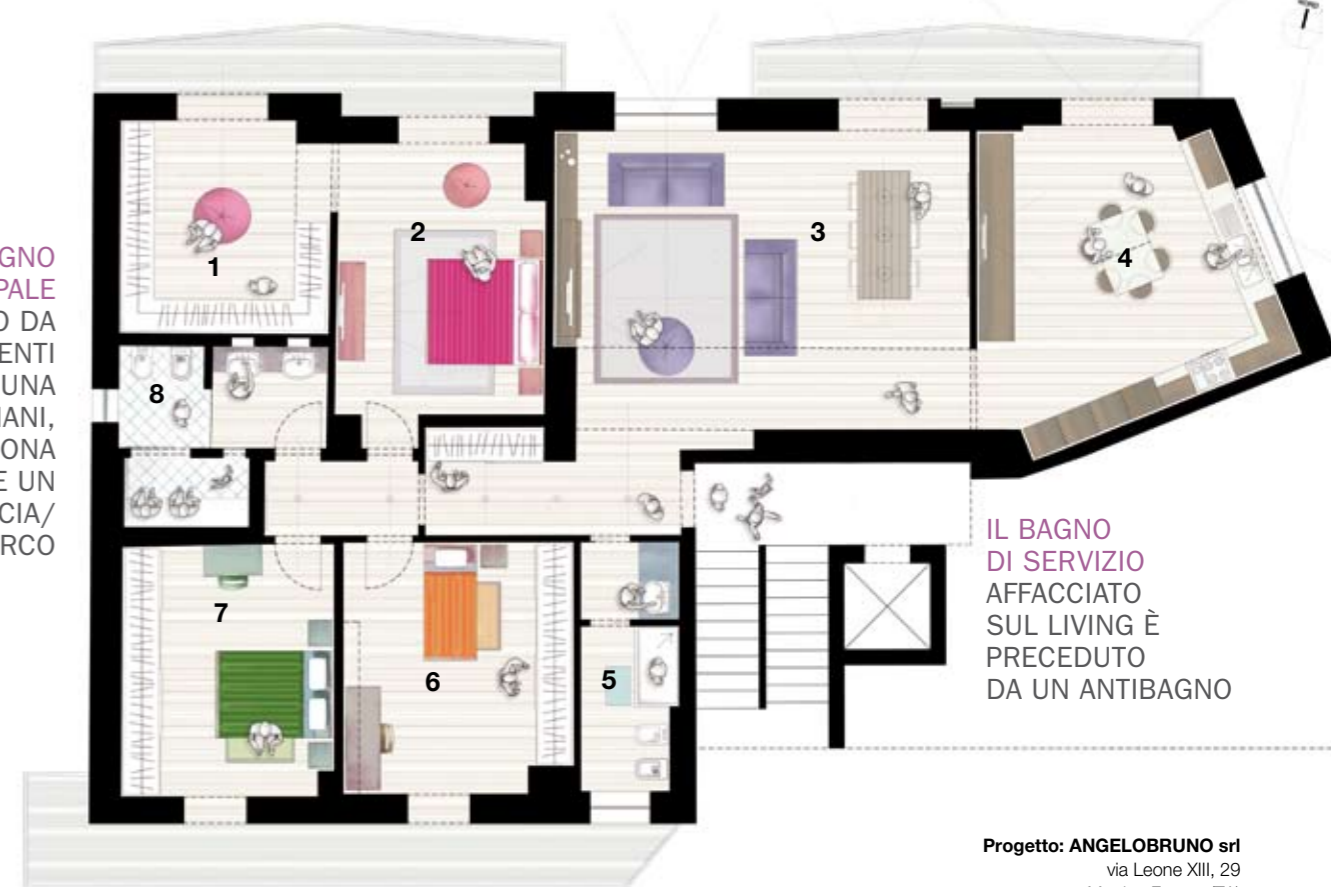 GNO
PALE
O DA
ENTI
UNA
IANI,
ONA
E UN
CIA/
RCO
1
2
3
4
5
6
7
8
IL BAGNO
DI SERVIZIO
AFFACCIATO
SUL LIVING È
PRECEDUTO
DA UN ANTIBAGNO
Progetto: ANGELOBRUNO srl
via Leone XIII, 29